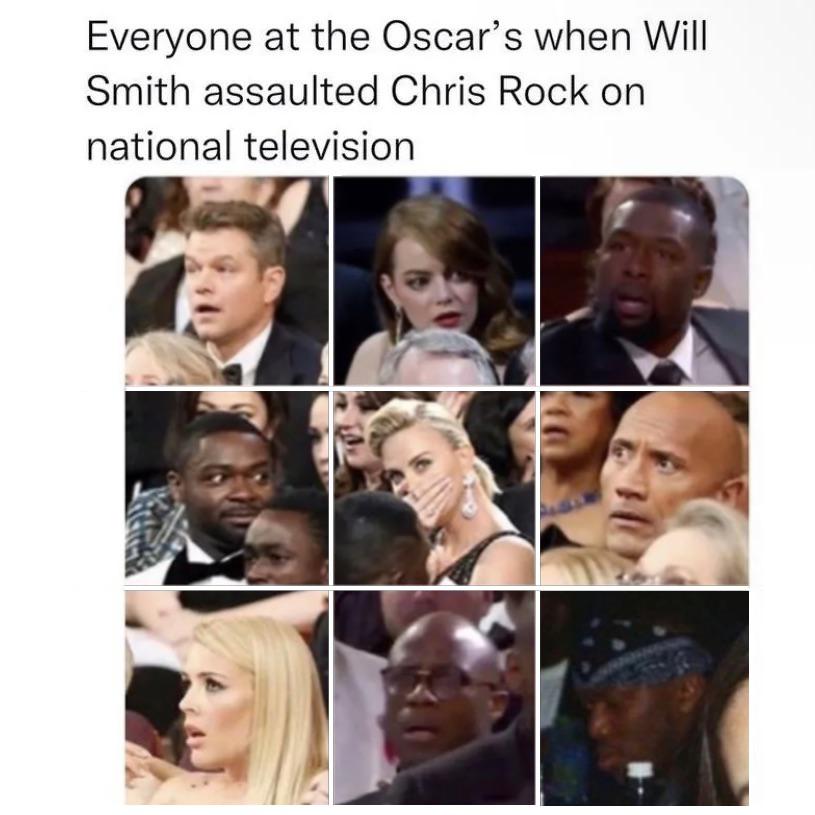 Everyone at the Oscar’s when Will
Smith assaulted Chris Rock on
national television